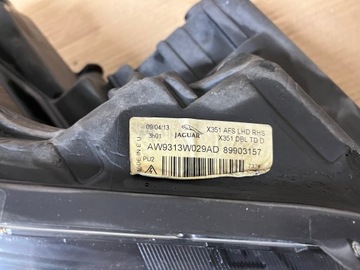 09:04:13
JAGUAR
X351 AFS LHD RHS
X351 DBL TD D
AW9313W029AD 89903157
PU2